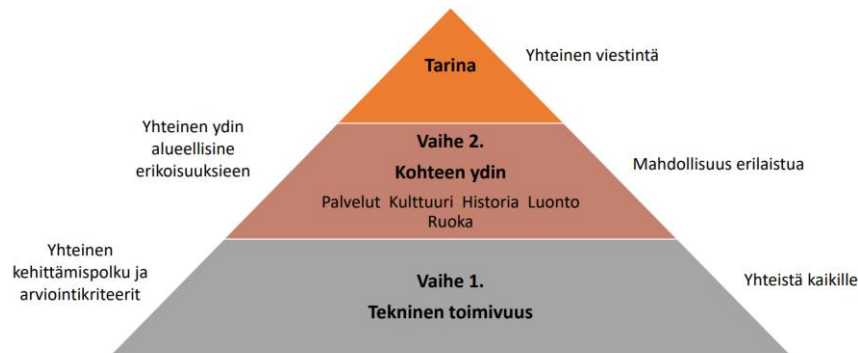 Tarina
Yhteinen viestintä
Yhteinen ydin
alueellisine
erikoisuuksieen
Vaihe 2.
Kohteen ydin
Palvelut Kulttuuri Historia Luonto
Ruoka
Mahdollisuus erilaistua
Yhteinen
kehittämispolku ja
arviointikriteerit
Vaihe 1.
Tekninen toimivuus
Yhteistä kaikille